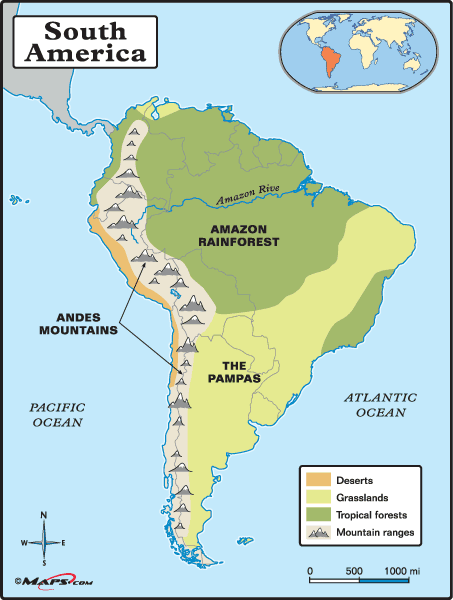 South
America
Amazon Rive
AMAZON
RAINFOREST
ANDES
MOUNTAINS
THE
PAMPAS
PACIFIC
OCEAN
ATLANTIC
OCEAN
Deserts
Grasslands
Tropical forests
Mountain ranges
N
W E
S
0 500 1000 mi
©MAPS.COM